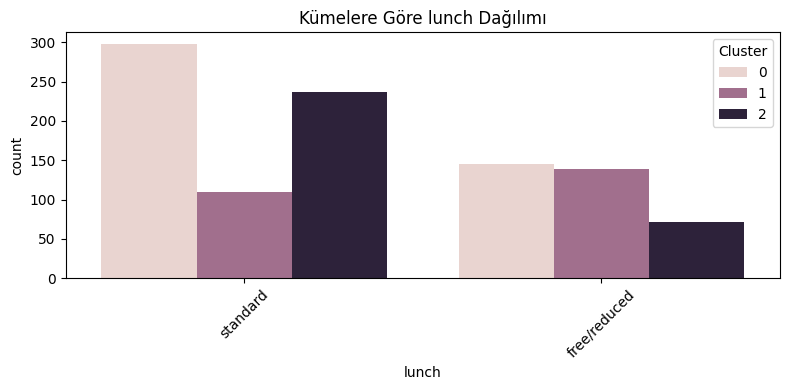 Kümelere Göre lunch Dağılımı
Cluster
0
1
2
count
300
250
200
150
100
50
0
standard
free/reduced
lunch